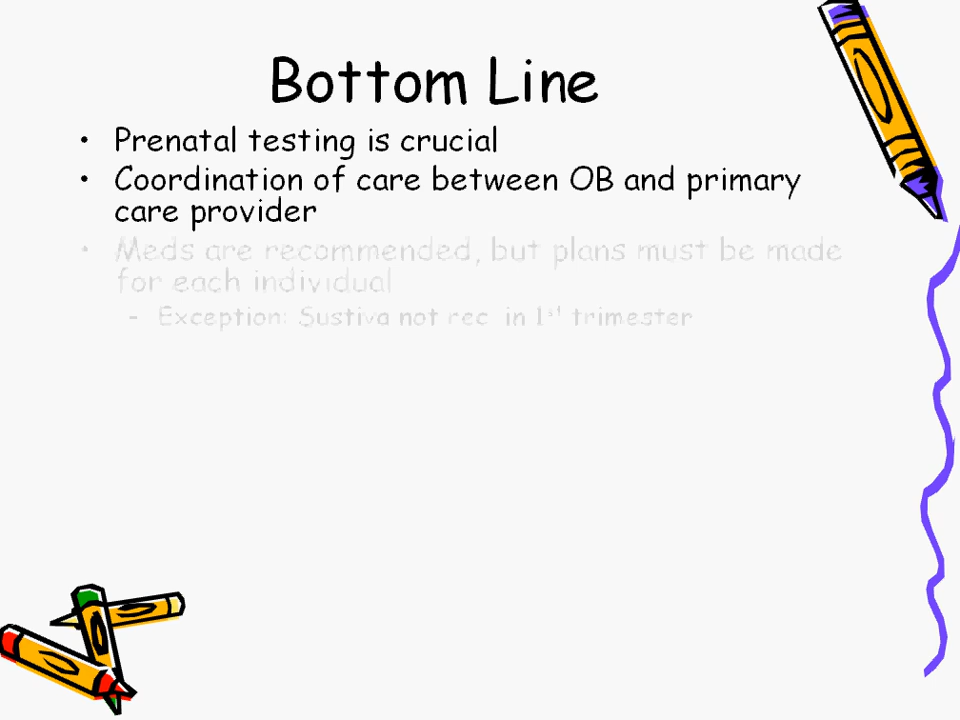 Bottom Line
• Prenatal testing is crucial
• Coordination of care between OB and primary
care provider
• Meds are recommended, but plans must be made
for each individual
– Exception: Sustiva not rec in 1st trimester